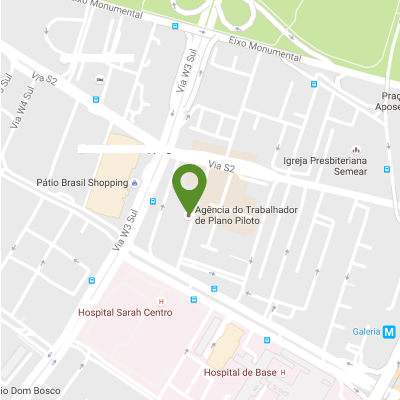 Eixo Monumental
Eixo Monumental
Via W3 Sul
Via S2
Via W4 Sul
Praç
Apose
Via S2
Igreja Presbiteriana
Semear
Pátio Brasil Shopping
Agência do Trabalhador
de Plano Piloto
Via W3 Sul
Hospital Sarah Centro
H
Galeria
M
Hospital de Base
H
io Dom Bosco